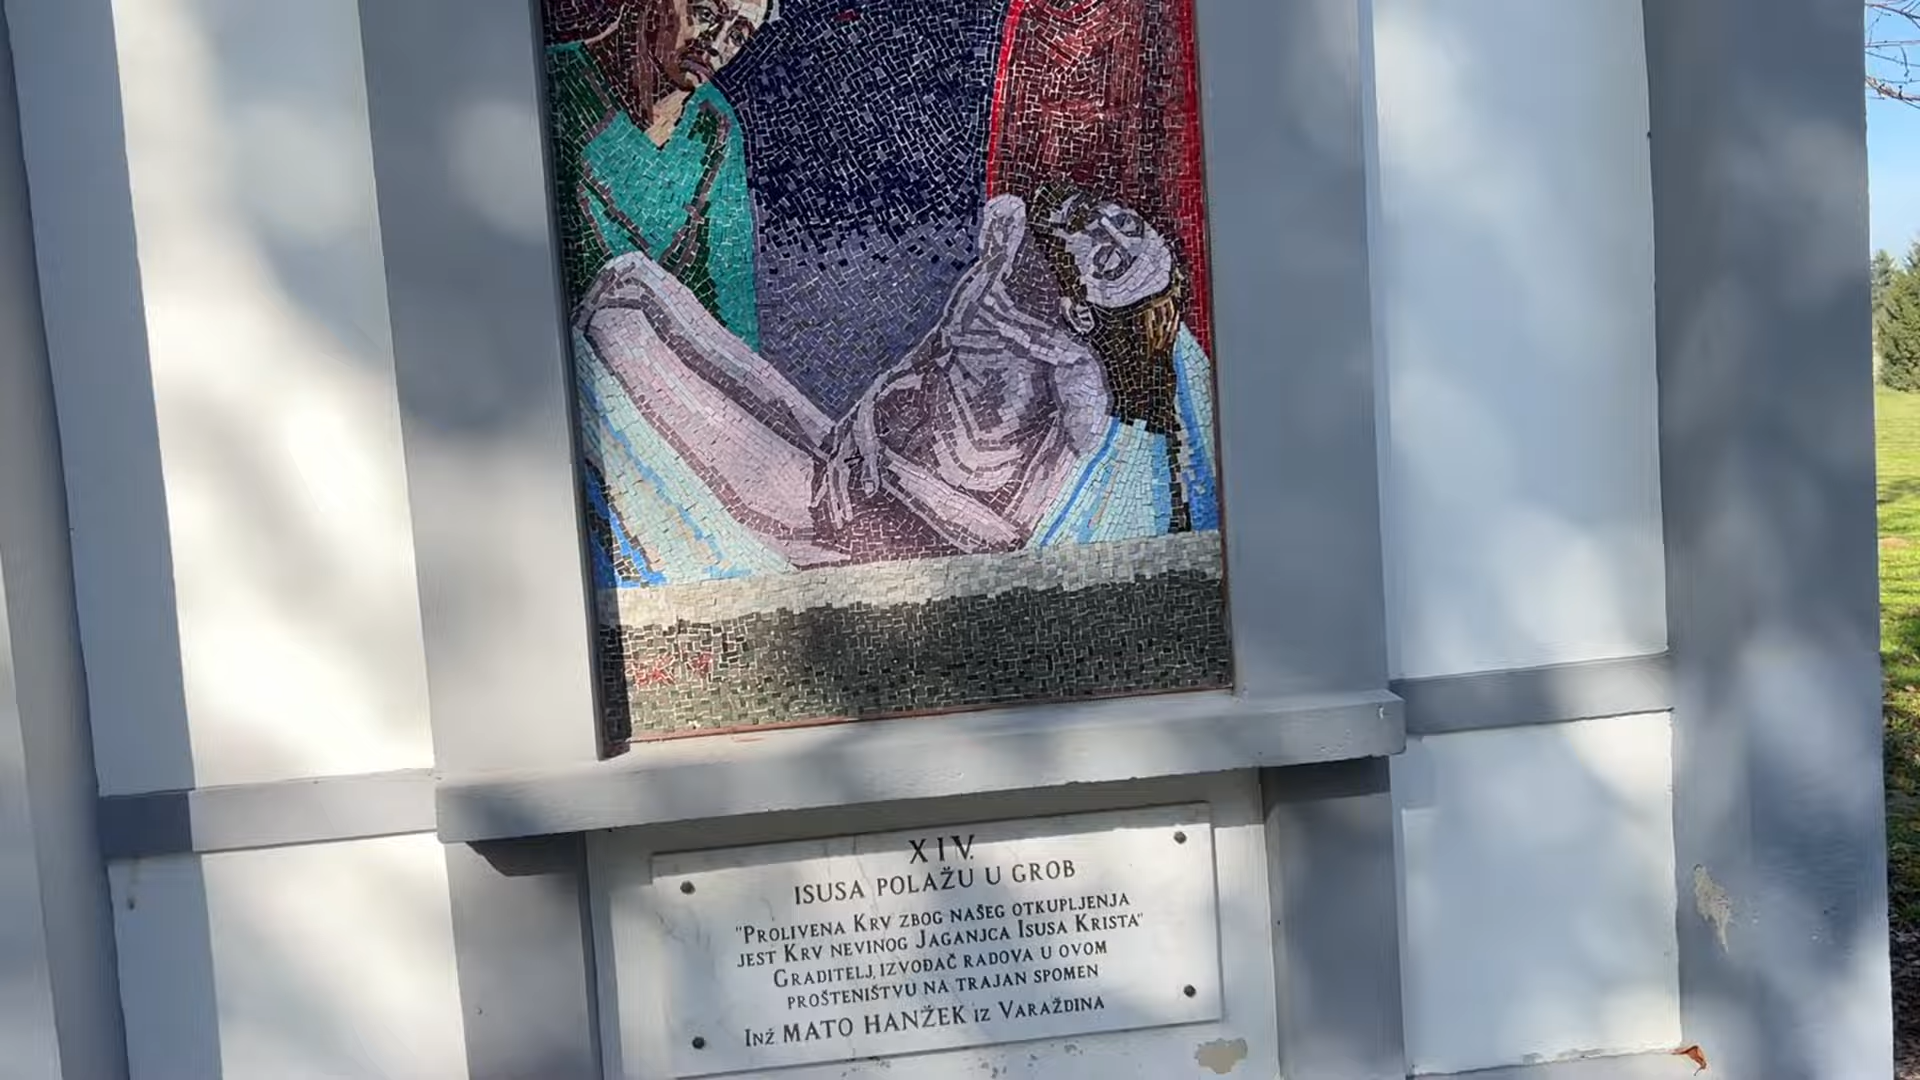 XIV.
ISUSA POLAŽU U GROB
"PROLIVENA KRV ZBOG NAŠEG OTKUPLJENJA
JEST KRV NEVINOG JAGANJCA ISUSA KRISTA"
GRADITELJ, IZVOĐAČ RADOVA U OVOM
PROŠTENIŠTVU NA TRAJAN SPOMEN
INŽ MATO HANŽEK IZ VARAŽDINA